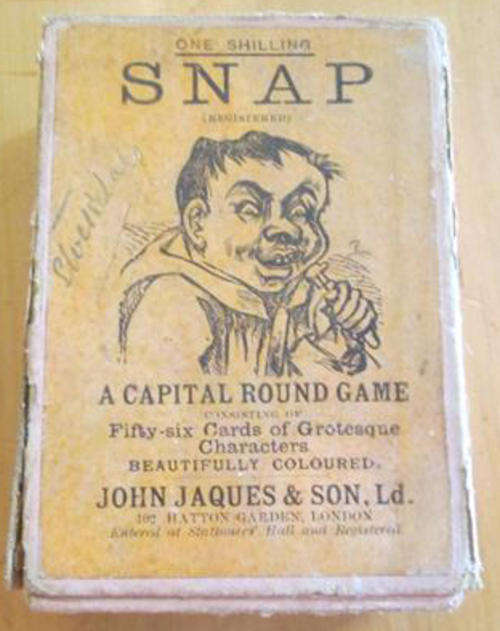 ONE SHILLING
SNAP
(REGISTERED)
A CAPITAL ROUND GAME
CONSISTING OF
Fifty-six Cards of Grotesque
Characters
BEAUTIFULLY COLOURED.
JOHN JAQUES & SON, Ld.
102 HATTON GARDEN, LONDON
Entered at Stationers' Hall and Registered.